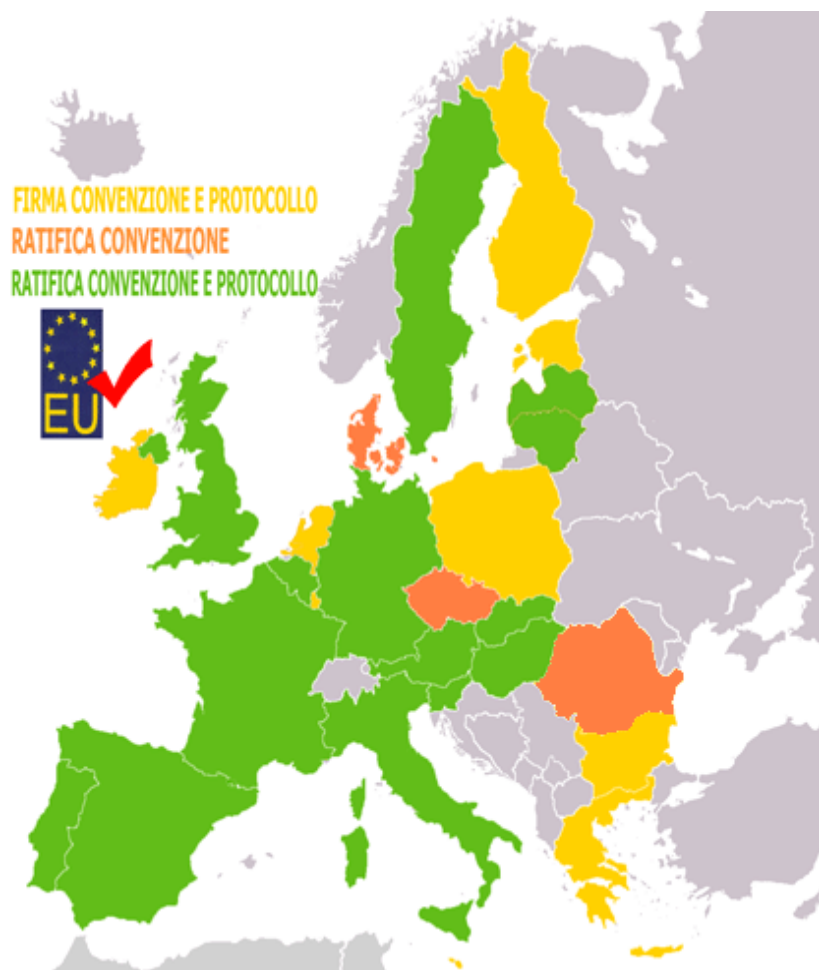 FIRMA CONVENZIONE E PROTOCOLLO
RATIFICA CONVENZIONE
RATIFICA CONVENZIONE E PROTOCOLLO
EU